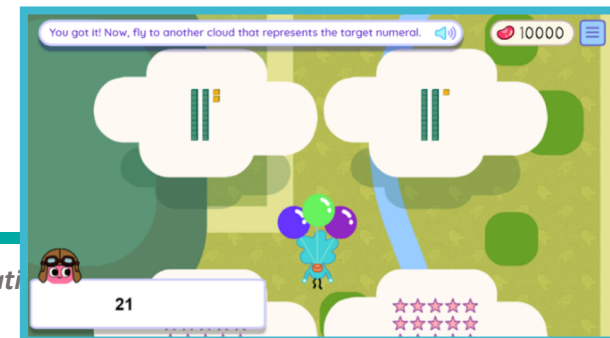 You got it! Now, fly to another cloud that represents the target numeral.
10000
21